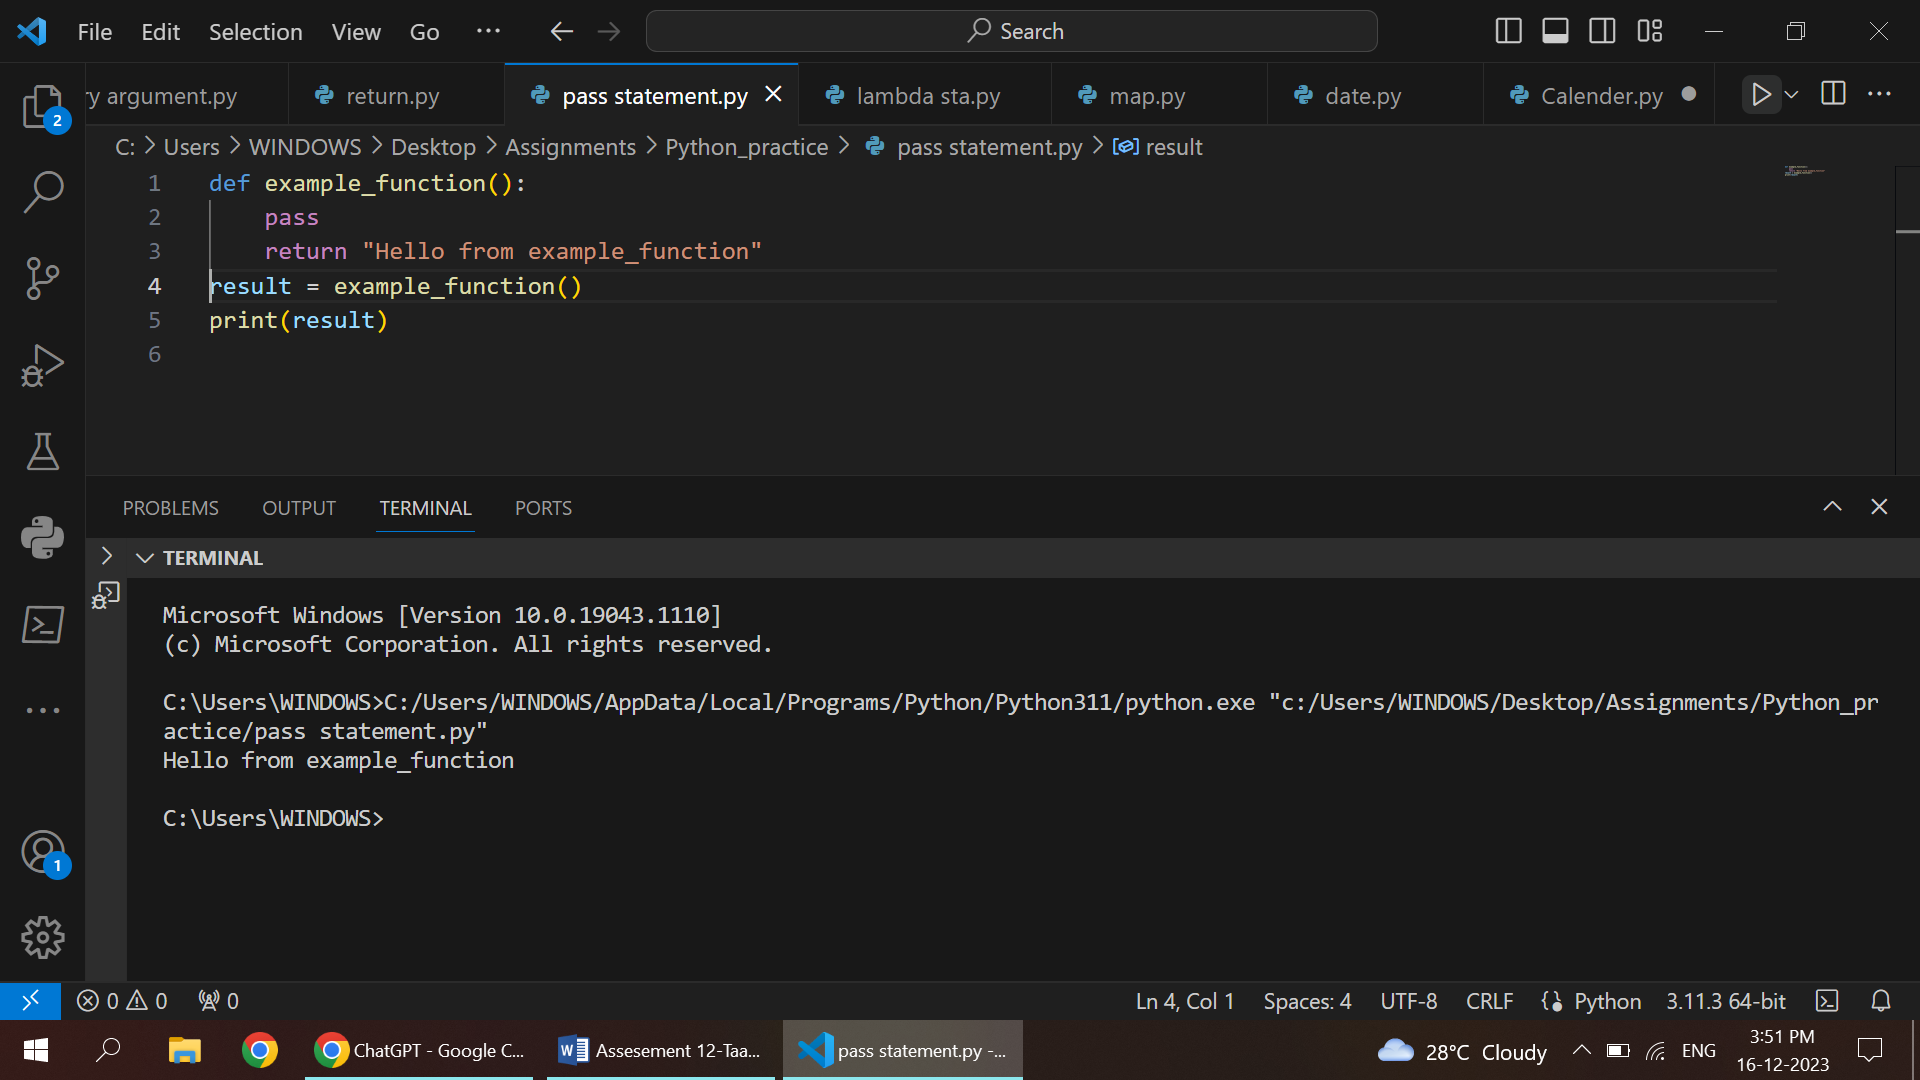 File Edit Selection View Go ... Search
ry argument.py return.py pass statement.py lambda sta.py map.py date.py Calender.py
C: > Users > WINDOWS > Desktop > Assignments > Python_practice > pass statement.py > result
1 def example_function():
2 pass
3 return "Hello from example_function"
4 result = example_function()
5 print(result)
6
2
PROBLEMS OUTPUT TERMINAL PORTS
TERMINAL
Microsoft Windows [Version 10.0.19043.1110]
(c) Microsoft Corporation. All rights reserved.
C:\Users\WINDOWS>C:/Users/WINDOWS/AppData/Local/Programs/Python/Python311/python.exe "c:/Users/WINDOWS/Desktop/Assignments/Python_pr
actice/pass statement.py"
Hello from example_function
C:\Users\WINDOWS>
1
0 0 0 Ln 4, Col 1 Spaces: 4 UTF-8 CRLF {} Python 3.11.3 64-bit
ChatGPT - Google C... Assesement 12-Taa... pass statement.py -... 28°C Cloudy ENG 3:51 PM
16-12-2023